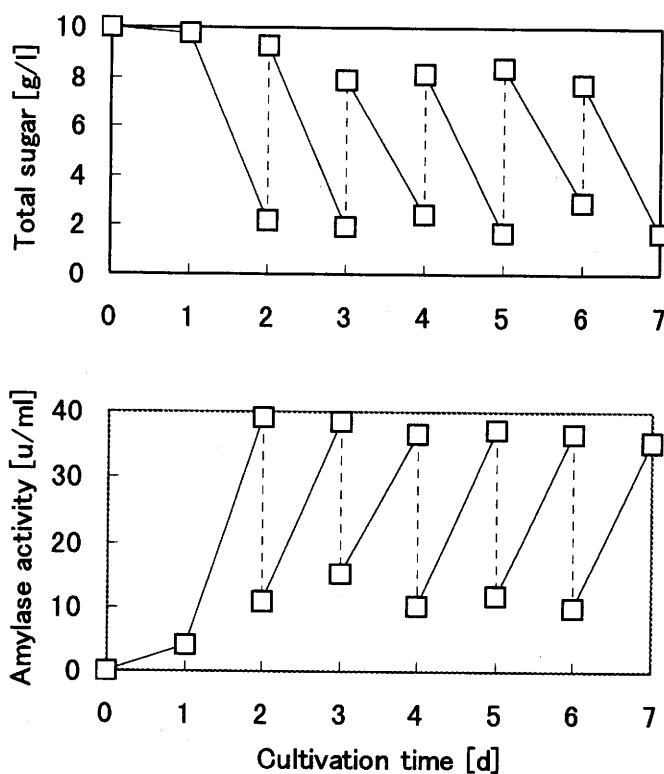 Total sugar [g/l]
10
8
6
4
2
0
0 1 2 3 4 5 6 7
Amylase activity [u/ml]
40
30
20
10
0
0 1 2 3 4 5 6 7
Cultivation time [d]